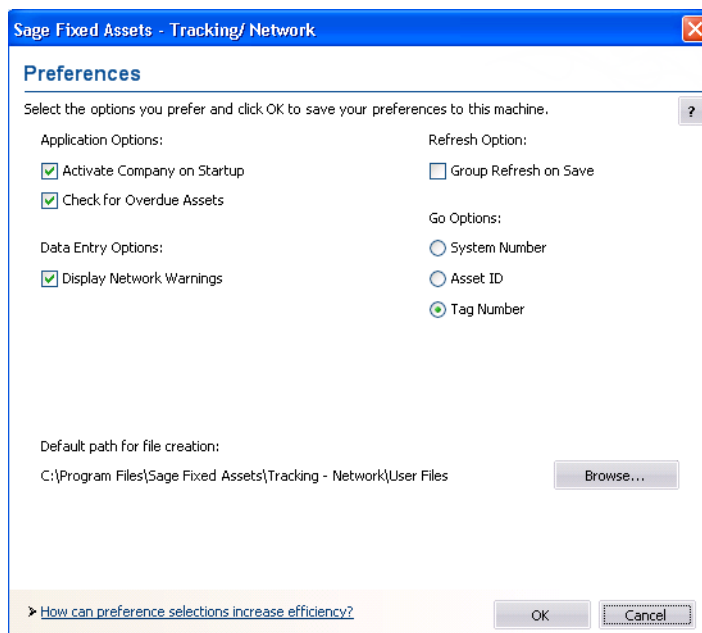 Sage Fixed Assets - Tracking/ Network
Preferences
Select the options you prefer and click OK to save your preferences to this machine.
?
Application Options:
Activate Company on Startup
Check for Overdue Assets
Data Entry Options:
Display Network Warnings
Refresh Option:
Group Refresh on Save
Go Options:
System Number
Asset ID
Tag Number
Default path for file creation:
C:\Program Files\Sage Fixed Assets\Tracking - Network\User Files
Browse...
How can preference selections increase efficiency?
OK
Cancel